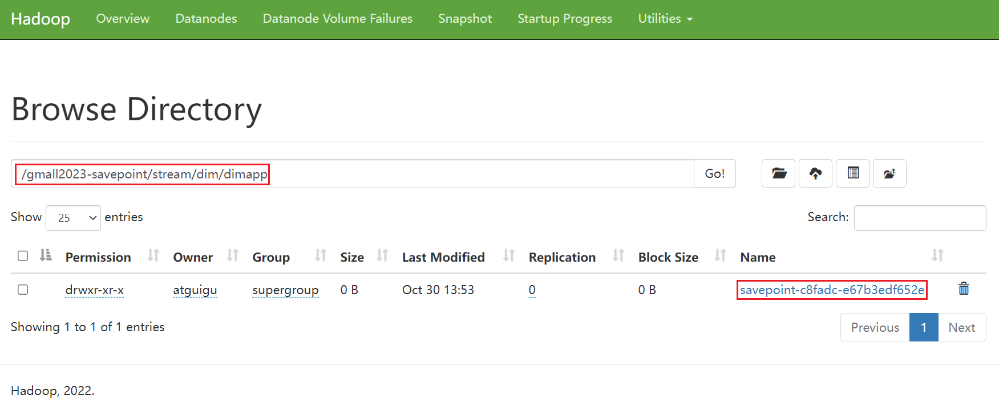 Hadoop Overview Datanodes Datanode Volume Failures Snapshot Startup Progress Utilities
Browse Directory
/gmall2023-savepoint/stream/dim/dimapp Go!
Show 25 entries Search:
Permission Owner Group Size Last Modified Replication Block Size Name
drwxr-xr-x atguigu supergroup 0 B Oct 30 13:53 0 0 B savepoint-c8fadc-e67b3edf652e
Showing 1 to 1 of 1 entries Previous 1 Next
Hadoop, 2022.